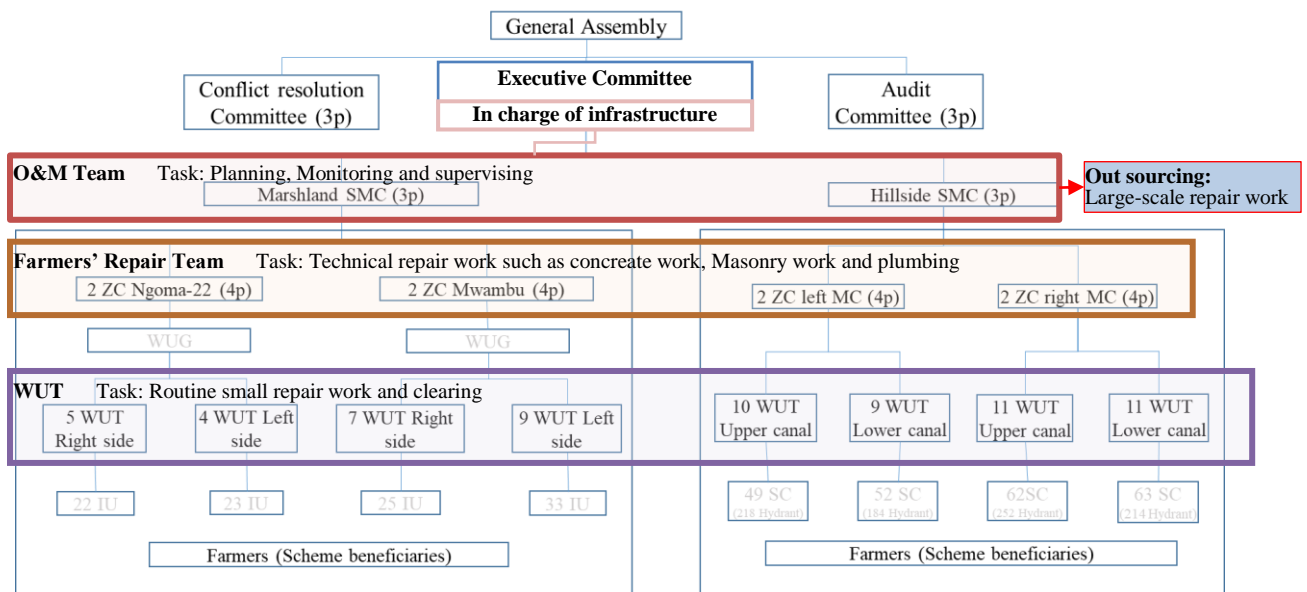 General Assembly
Conflict resolution
Committee (3p)
Executive Committee
In charge of infrastructure
Audit
Committee (3p)
O&M Team Task: Planning, Monitoring and supervising
Marshland SMC (3p)
Hillside SMC (3p)
Out sourcing:
Large-scale repair work
Farmers' Repair Team Task: Technical repair work such as concreate work, Masonry work and plumbing
2 ZC Ngoma-22 (4p)
2 ZC Mwambu (4p)
2 ZC left MC (4p)
2 ZC right MC (4p)
WUG
WUG
WUT Task: Routine small repair work and clearing
5 WUT
Right side
4 WUT Left
side
7 WUT Right
side
9 WUT Left
side
10 WUT
Upper canal
9 WUT
Lower canal
11 WUT
Upper canal
11 WUT
Lower canal
22 IU
23 IU
25 IU
33 IU
49 SC
(218 Hydrant)
52 SC
(184 Hydrant)
62SC
(252 Hydrant)
63 SC
(214 Hydrant)
Farmers (Scheme beneficiaries)
Farmers (Scheme beneficiaries)